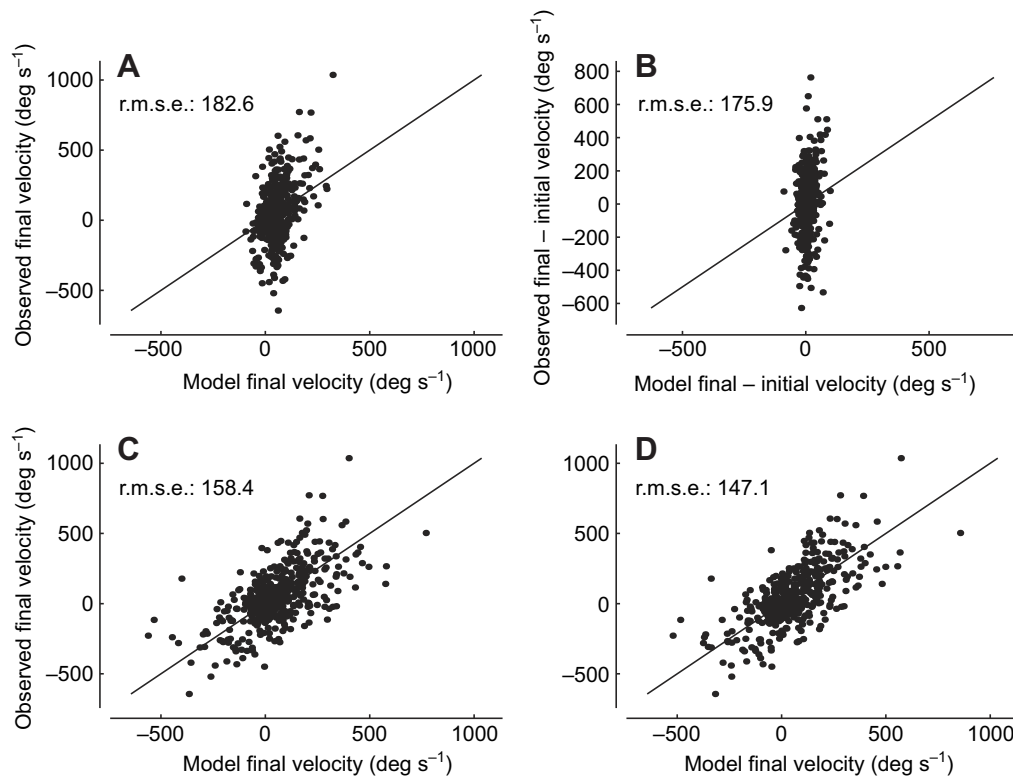 A
r.m.s.e.: 182.6
Observed final velocity (deg s⁻¹)
1000
500
0
–500
–500 0 500 1000
Model final velocity (deg s⁻¹)
B
r.m.s.e.: 175.9
Observed final – initial velocity (deg s⁻¹)
800
600
400
200
0
–200
–400
–600
–500 0 500
Model final – initial velocity (deg s⁻¹)
C
r.m.s.e.: 158.4
Observed final velocity (deg s⁻¹)
1000
500
0
–500
–500 0 500 1000
Model final velocity (deg s⁻¹)
D
r.m.s.e.: 147.1
1000
500
0
–500
–500 0 500 1000
Model final velocity (deg s⁻¹)